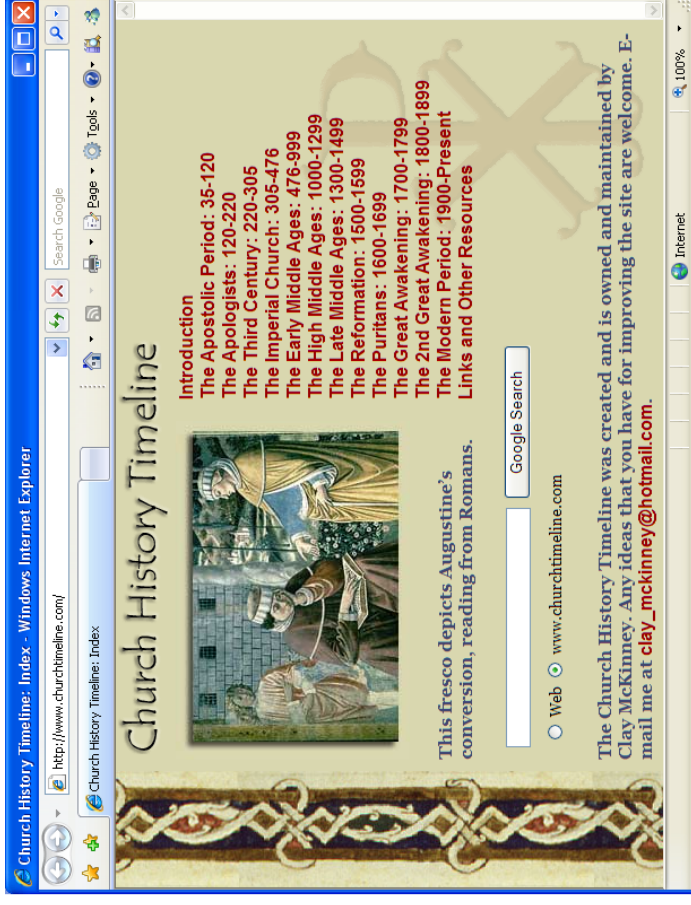 Church History Timeline: Index - Windows Internet Explorer
http://www.churchtimeline.com/
Search Google
Church History Timeline: Index
Page
Tools
Church History Timeline
Introduction
The Apostolic Period: 35-120
The Apologists: 120-220
The Third Century: 220-305
The Imperial Church: 305-476
The Early Middle Ages: 476-999
The High Middle Ages: 1000-1299
The Late Middle Ages: 1300-1499
The Reformation: 1500-1599
The Puritans: 1600-1699
The Great Awakening: 1700-1799
The 2nd Great Awakening: 1800-1899
The Modern Period: 1900-Present
Links and Other Resources
This fresco depicts Augustine's
conversion, reading from Romans.
Google Search
Web
www.churchtimeline.com
The Church History Timeline was created and is owned and maintained by
Clay McKinney. Any ideas that you have for improving the site are welcome. E-
mail me at clay_mckinney@hotmail.com.
Internet
100%